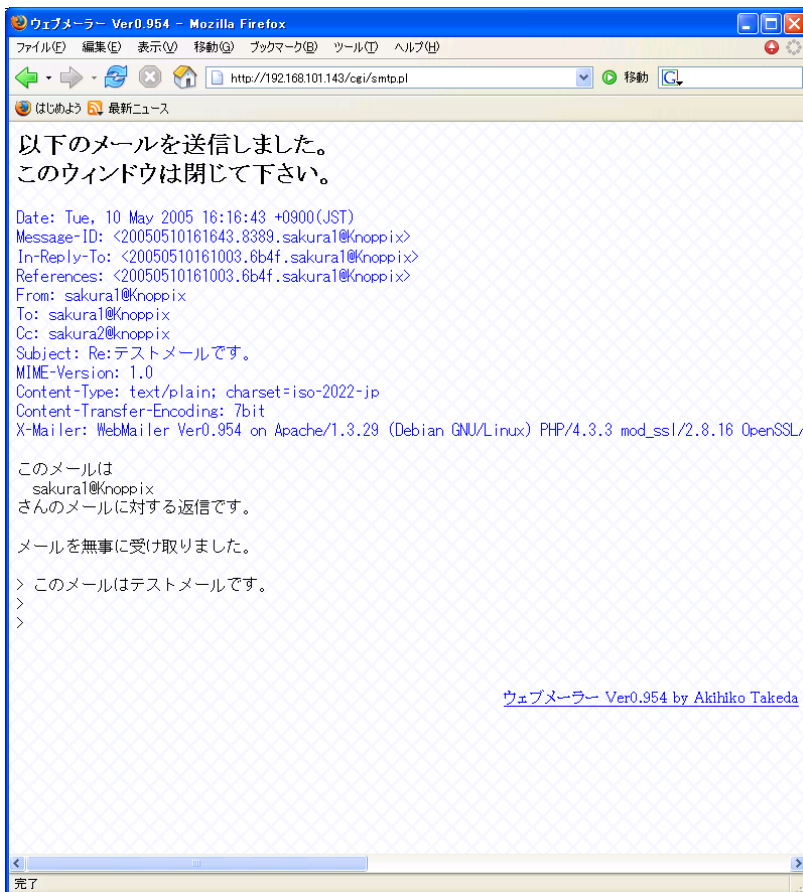 ウェブメーラー Ver0.954 - Mozilla Firefox
ファイル(F) 編集(E) 表示(V) 移動(G) ブックマーク(B) ツール(T) ヘルプ(H)
http://192.168.101.143/cgi/smtp.pl 移動 G
はじめよう 最新ニュース
以下のメールを送信しました。
このウィンドウは閉じて下さい。
Date: Tue, 10 May 2005 16:16:43 +0900(JST)
Message-ID: <20050510161643.8389.sakura1@Knoppix>
In-Reply-To: <20050510161003.6b4f.sakura1@Knoppix>
References: <20050510161003.6b4f.sakura1@Knoppix>
From: sakura1@Knoppix
To: sakura1@Knoppix
Cc: sakura2@knoppix
Subject: Re:テストメールです。
MIME-Version: 1.0
Content-Type: text/plain; charset=iso-2022-jp
Content-Transfer-Encoding: 7bit
X-Mailer: WebMailer Ver0.954 on Apache/1.3.29 (Debian GNU/Linux) PHP/4.3.3 mod_ssl/2.8.16 OpenSSL/
このメールは
sakura1@Knoppix
さんのメールに対する返信です。
メールを無事に受け取りました。
> このメールはテストメールです。
>
>
ウェブメーラー Ver0.954 by Akihiko Takeda
完了